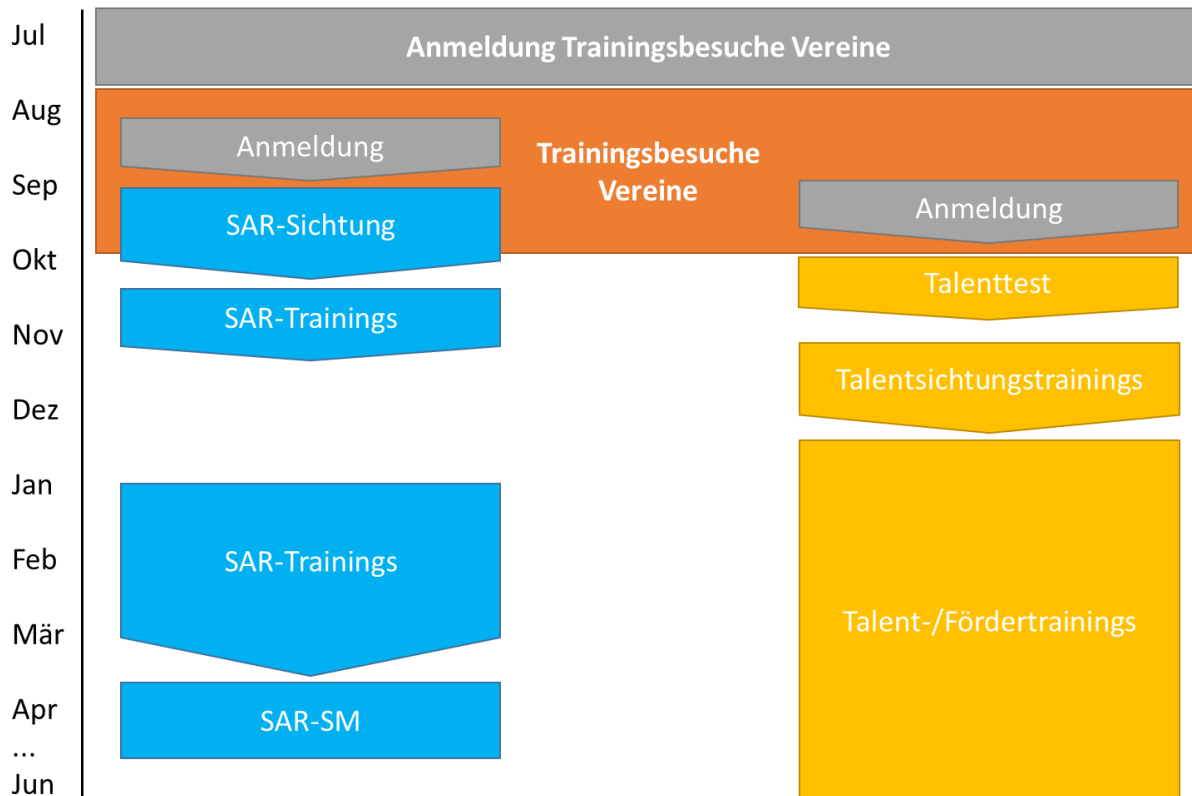 Jul
Anmeldung Trainingsbesuche Vereine
Aug
Anmeldung
Trainingsbesuche
Vereine
Sep
Anmeldung
SAR-Sichtung
Okt
Talenttest
SAR-Trainings
Nov
Talentsichtungstrainings
Dez
Jan
Feb
SAR-Trainings
Mär
Talent-/Fördertrainings
Apr
SAR-SM
...
Jun